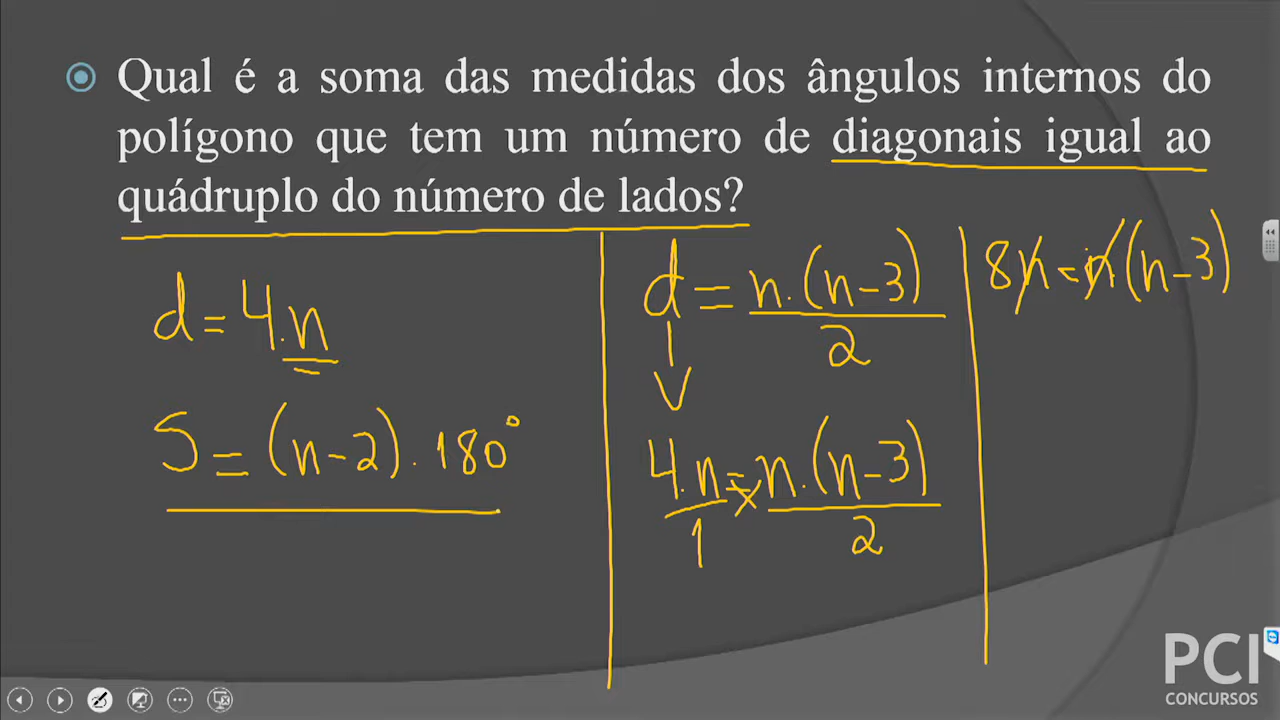 Qual é a soma das medidas dos ângulos internos do
polígono que tem um número de diagonais igual ao
quádruplo do número de lados?
d = 4.n
S = (n-2).180°
d = n.(n-3)
2
4.n = n.(n-3)
1 2
8n = n.(n-3)
PCI
CONCURSOS